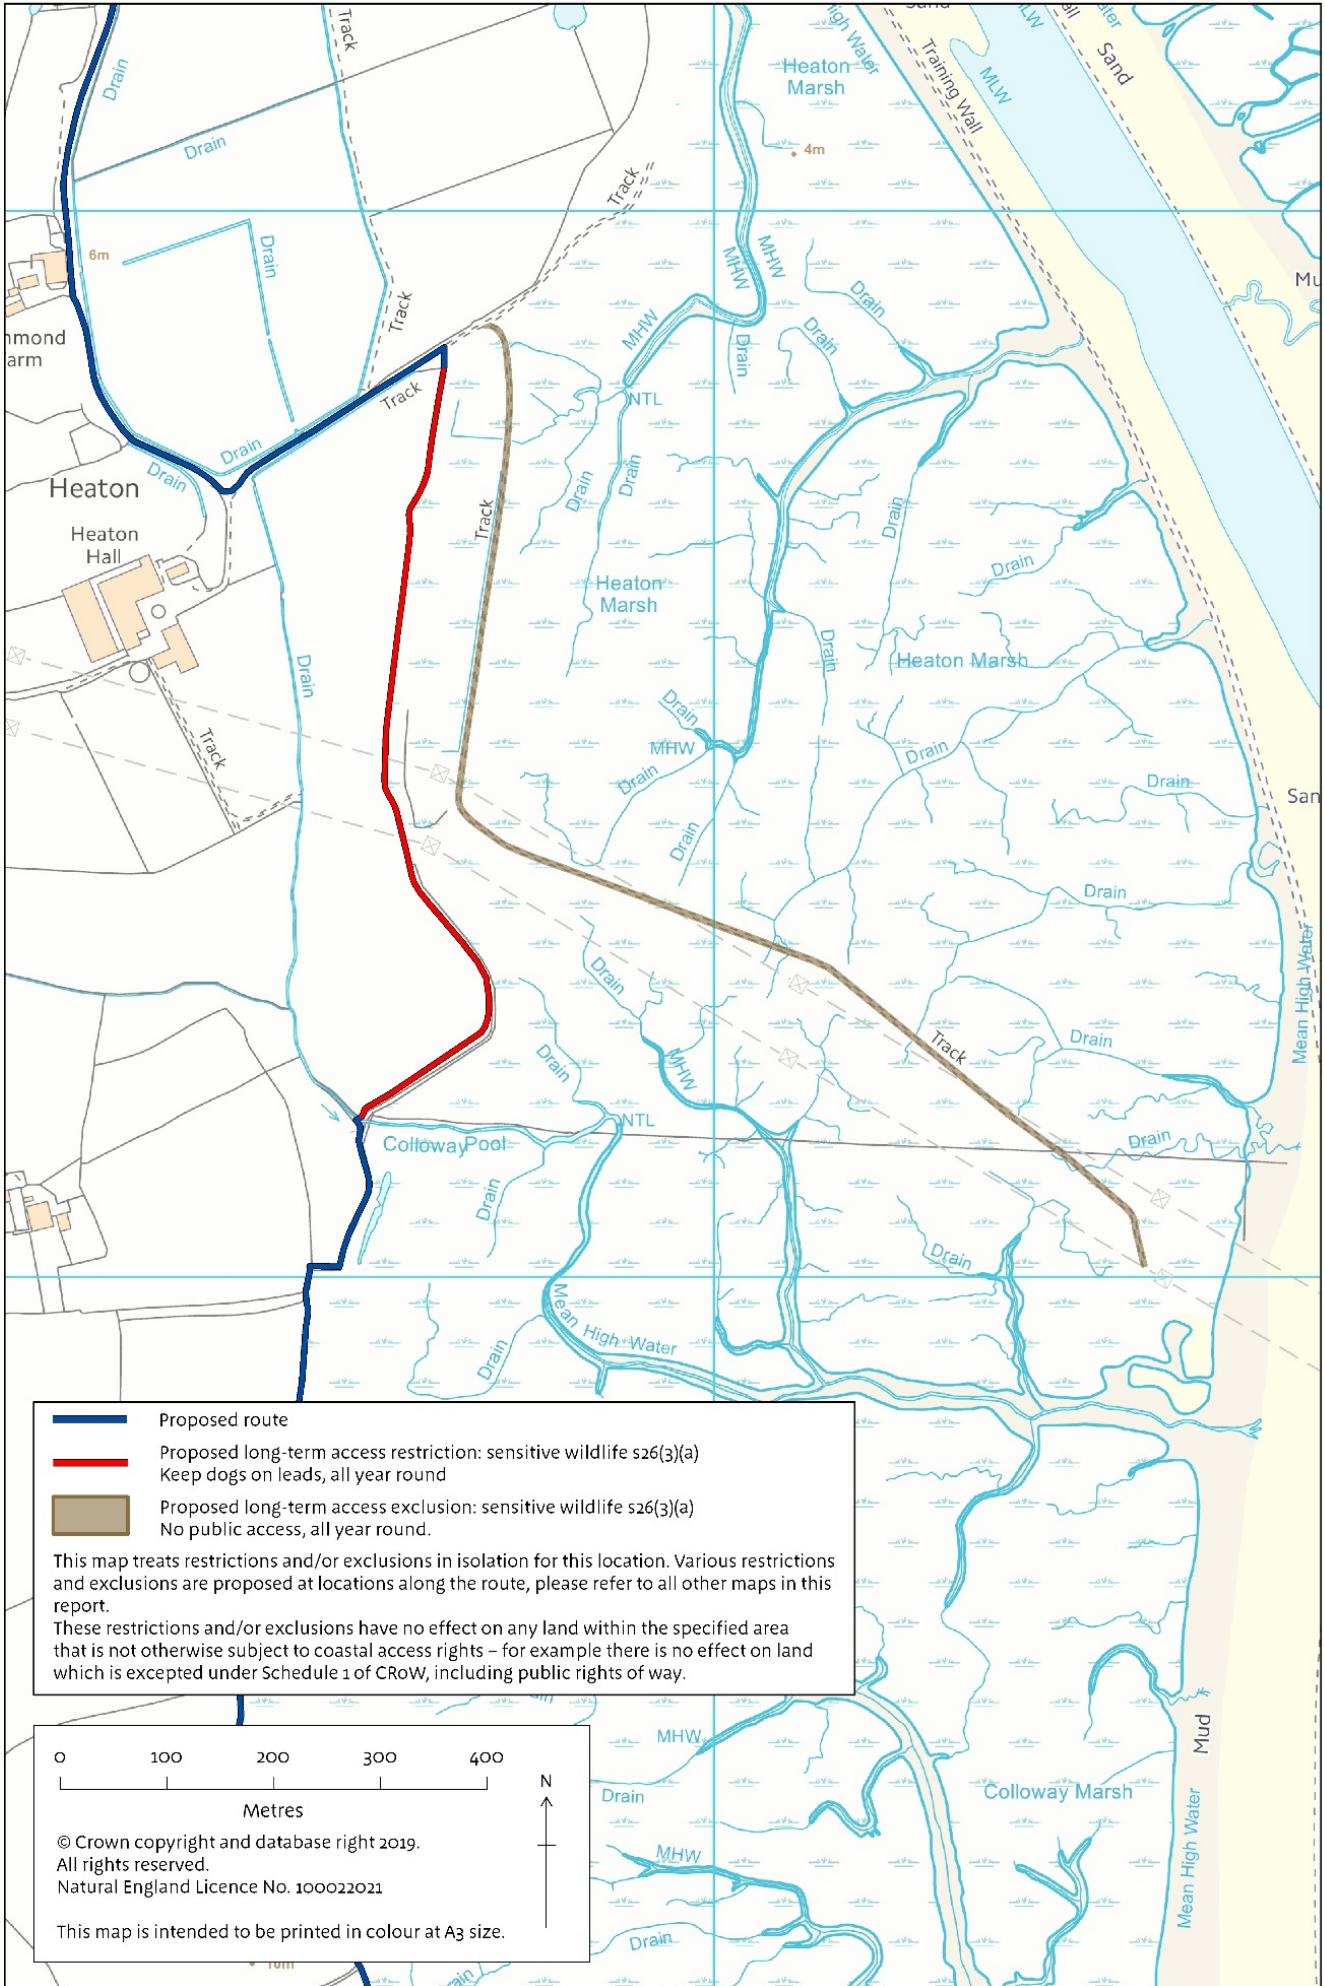 Track
Drain
High Water
Heaton
Marsh
Training Wall
MLW
MLW
Sand
Drain
4m
Track
6m
Drain
MHW
MHW
Drain
Track
MHW
Drain
Drain
Track
NTL
Drain
Drain
Heaton
Drain
Drain
Track
Drain
Heaton
Hall
Drain
Heaton
Marsh
Drain
Drain
Heaton Marsh
Drain
Track
MHW
Drain
Drain
Drain
Drain
Drain
Mean High Water
Drain
Drain
Track
Drain
MHW
Drain
NTL
Colloway Pool
Drain
Drain
Drain
Mean High Water
Drain
Proposed route
Proposed long-term access restriction: sensitive wildlife s26(3)(a)
Keep dogs on leads, all year round
Proposed long-term access exclusion: sensitive wildlife s26(3)(a)
No public access, all year round.
This map treats restrictions and/or exclusions in isolation for this location. Various restrictions
and exclusions are proposed at locations along the route, please refer to all other maps in this
report.
These restrictions and/or exclusions have no effect on any land within the specified area
that is not otherwise subject to coastal access rights – for example there is no effect on land
which is excepted under Schedule 1 of CRoW, including public rights of way.
MHW
Mud
0 100 200 300 400
Metres
N
Drain
Colloway Marsh
© Crown copyright and database right 2019.
All rights reserved.
Natural England Licence No. 100022021
This map is intended to be printed in colour at A3 size.
MHW
Mean High Water
Drain
10m